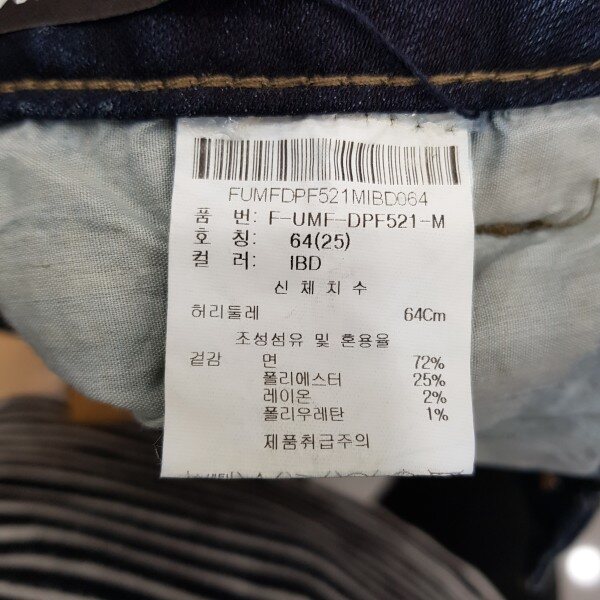 FUMFDPF521MIBD064
품 번: F-UMF-DPF521-M
호 칭: 64(25)
컬 러: IBD
신체치수
허리둘레 64Cm
조성섬유 및 혼용율
겉감 면 72%
폴리에스터 25%
레이온 2%
폴리우레탄 1%
제품취급주의